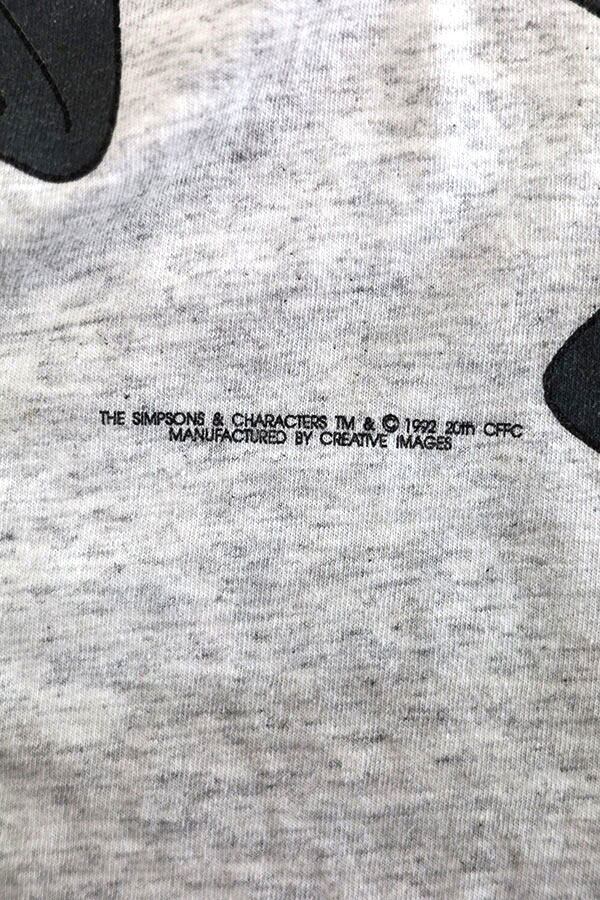 THE SIMPSONS & CHARACTERS TM & © 1992 20th CFFC
MANUFACTURED BY CREATIVE IMAGES